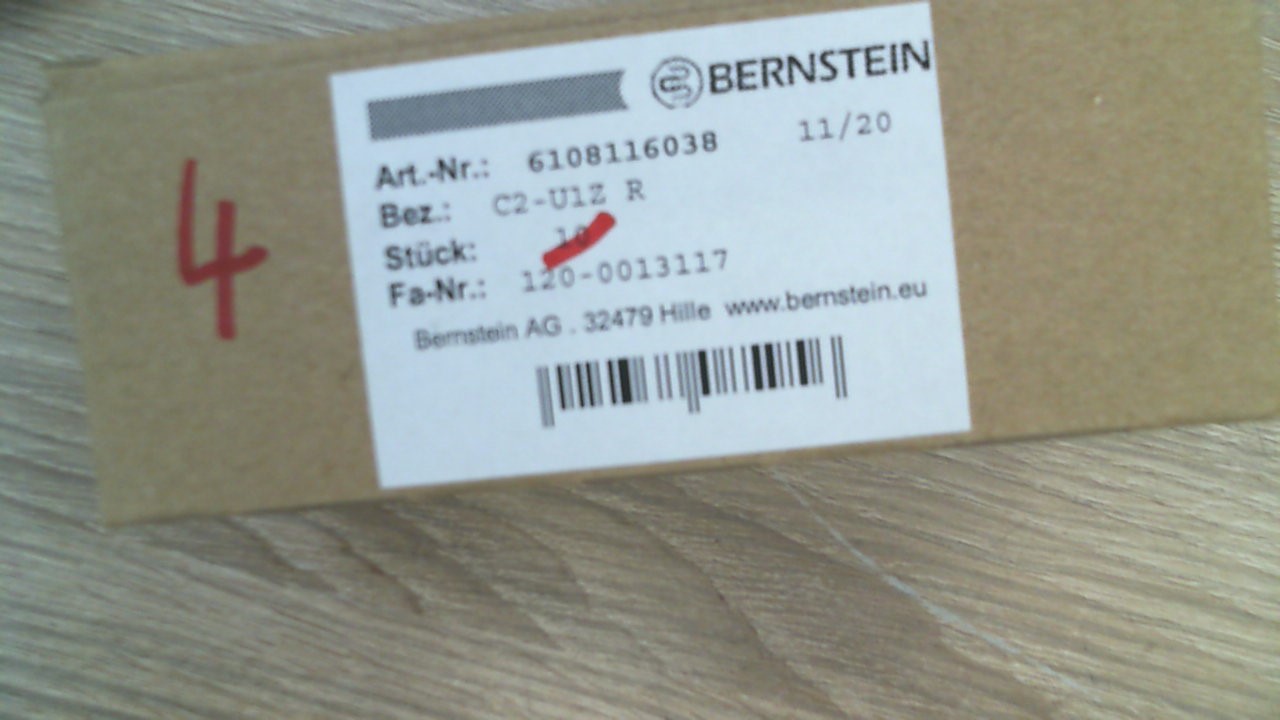 BERNSTEIN
11/20
Art.-Nr.: 6108116038
Bez.: C2-U1Z R
Stück: 10
Fa-Nr.: 120-0013117
Bernstein AG . 32479 Hille www.bernstein.eu
4